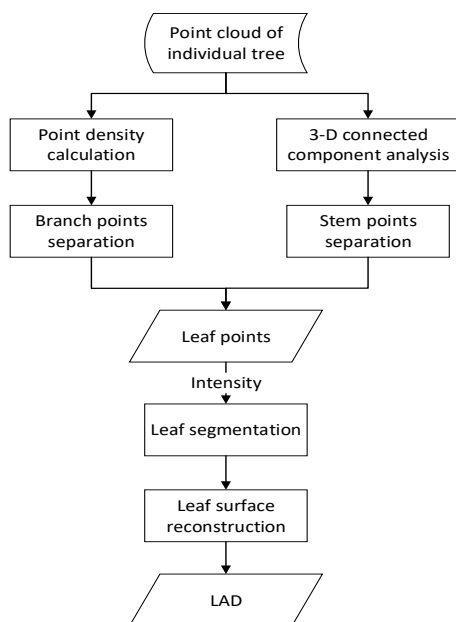 Point cloud of
individual tree
Point density
calculation
3-D connected
component analysis
Branch points
separation
Stem points
separation
Leaf points
Intensity
Leaf segmentation
Leaf surface
reconstruction
LAD